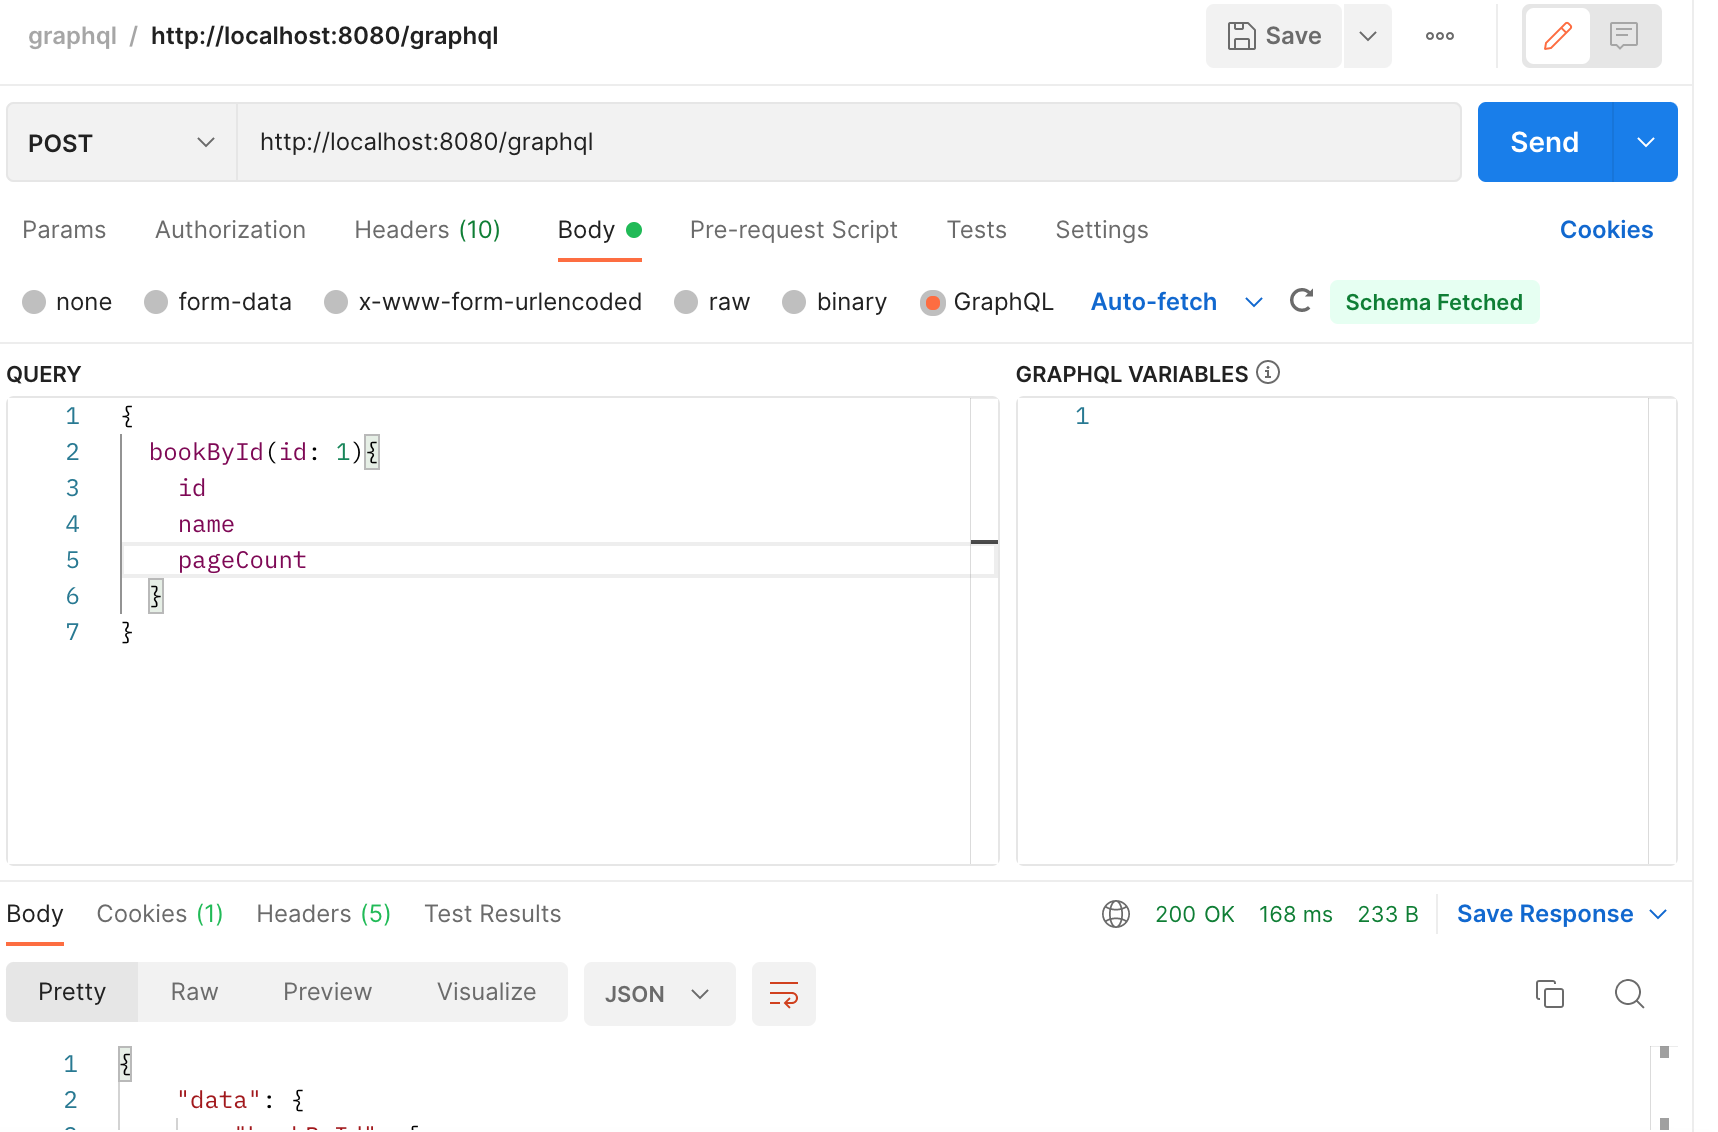 graphql / http://localhost:8080/graphql
Save
POST
http://localhost:8080/graphql
Send
Params Authorization Headers (10) Body Pre-request Script Tests Settings Cookies
none form-data x-www-form-urlencoded raw binary GraphQL Auto-fetch Schema Fetched
QUERY
1 {
2 bookById(id: 1){
3 id
4 name
5 pageCount
6 }
7 }
GRAPHQL VARIABLES
1
Body Cookies (1) Headers (5) Test Results 200 OK 168 ms 233 B Save Response
Pretty Raw Preview Visualize JSON
1 {
2 "data": {